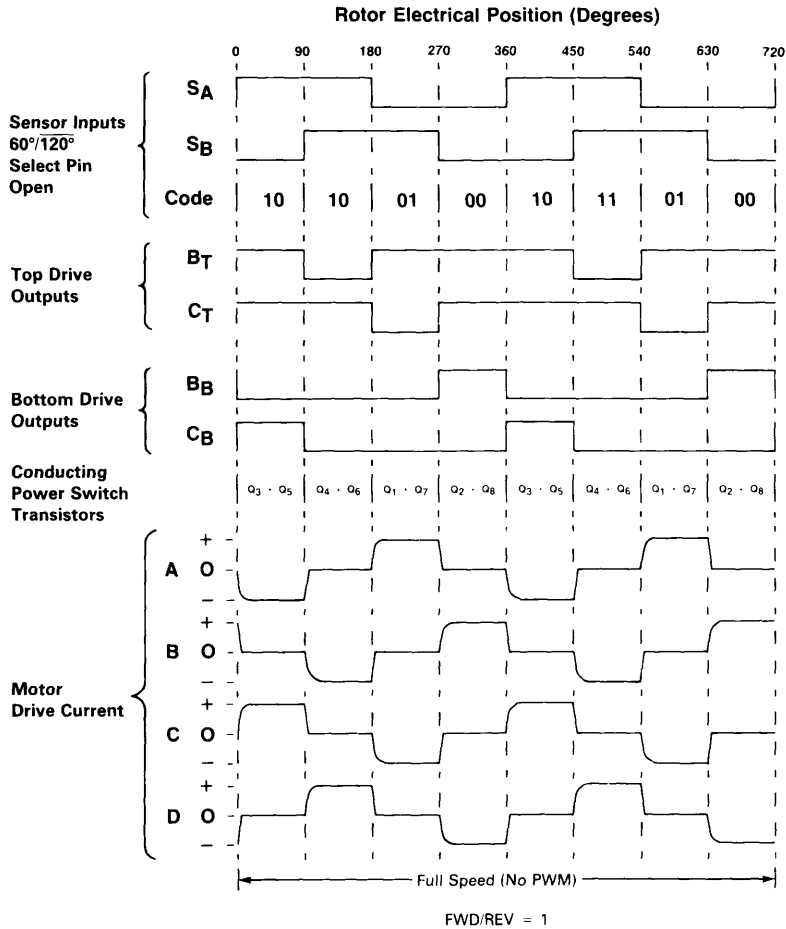 Rotor Electrical Position (Degrees)
0 90 180 270 360 450 540 630 720
Sensor Inputs
60°/120°
Select Pin
Open
SA
SB
Code 10 10 01 00 10 11 01 00
Top Drive
Outputs
BT
CT
Bottom Drive
Outputs
BB
CB
Conducting
Power Switch
Transistors
Q3 · Q5 Q4 · Q6 Q1 · Q7 Q2 · Q8 Q3 · Q5 Q4 · Q6 Q1 · Q7 Q2 · Q8
Motor
Drive Current
+
A O
−
+
B O
−
+
C O
−
+
D O
−
Full Speed (No PWM)
FWD/REV = 1